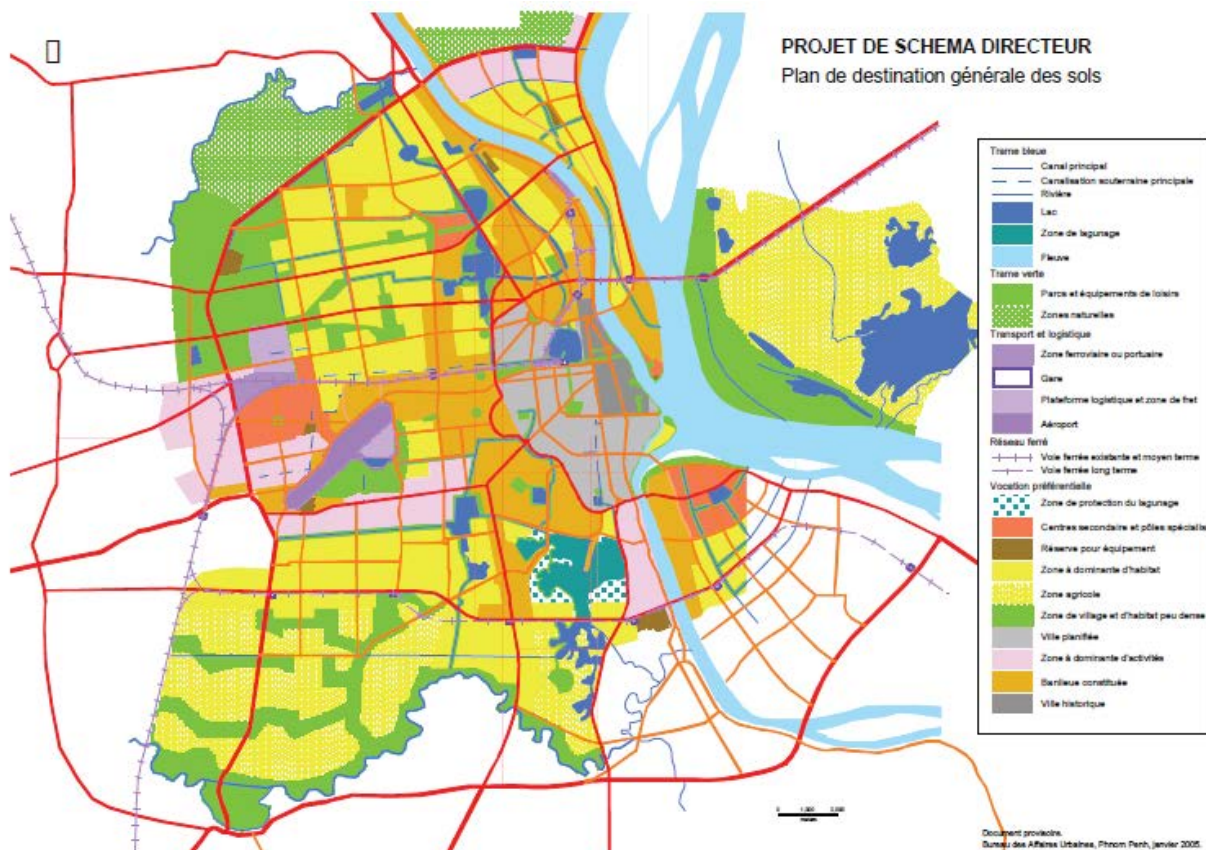 PROJET DE SCHEMA DIRECTEUR
Plan de destination générale des sols
Trame bleue
Canal principal
Canalisation souterraine principale
Rivière
Lac
Zone de lagunage
Fleuve
Trame verte
Parcs et équipements de loisirs
Zones naturelles
Transport et logistique
Zone ferroviaire ou portuaire
Gare
Plateforme logistique et zone de fret
Aéroport
Réseau ferré
Voie ferrée existante et moyen terme
Voie ferrée long terme
Vocation préférentielle
Zone de protection du lagunage
Centres secondaire et pôles spécialis
Réserve pour équipement
Zone à dominante d'habitat
Zone agricole
Zone de village et d'habitat peu dense
Ville planifiée
Zone à dominante d'activités
Banlieue constituée
Ville historique
Document provisoire.
Bureau des Affaires Urbaines, Phnom Penh, janvier 2005.